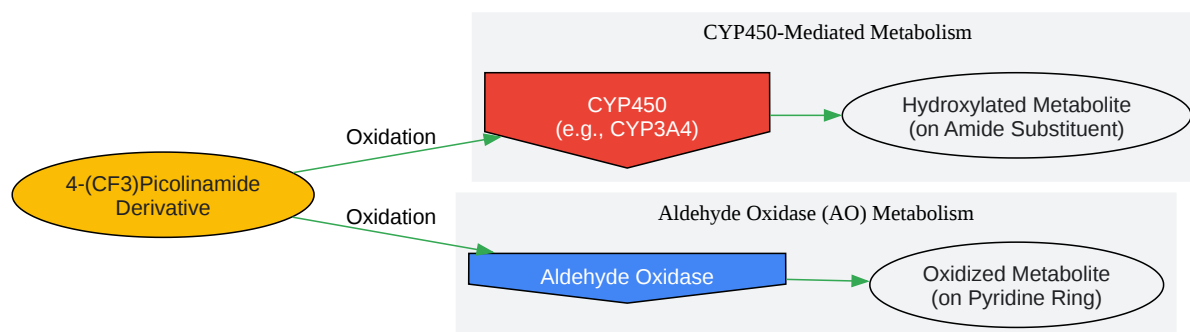 CYP450-Mediated Metabolism
CYP450
(e.g., CYP3A4)
Hydroxylated Metabolite
(on Amide Substituent)
Oxidation
4-(CF3)Picolinamide
Derivative
Oxidation
Aldehyde Oxidase (AO) Metabolism
Aldehyde Oxidase
Oxidized Metabolite
(on Pyridine Ring)